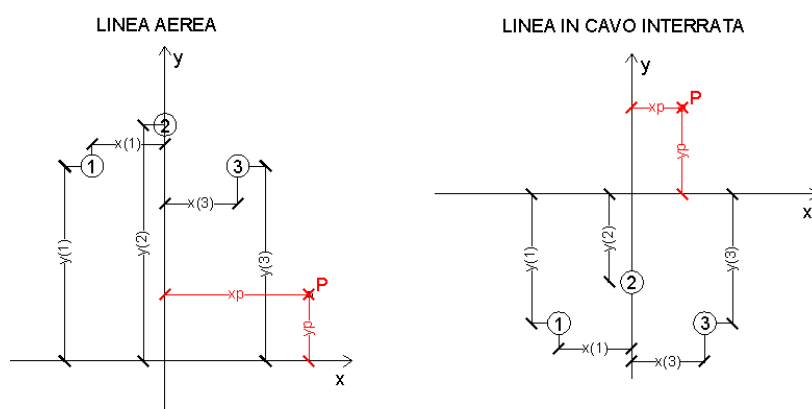 LINEA AEREA
y
2
x(1)
1
3
x(3)
y(1)
y(2)
y(3)
P
xp
yp
x
LINEA IN CAVO INTERRATA
y
xp
P
yp
x
y(1)
y(2)
y(3)
2
1
3
x(1)
x(3)